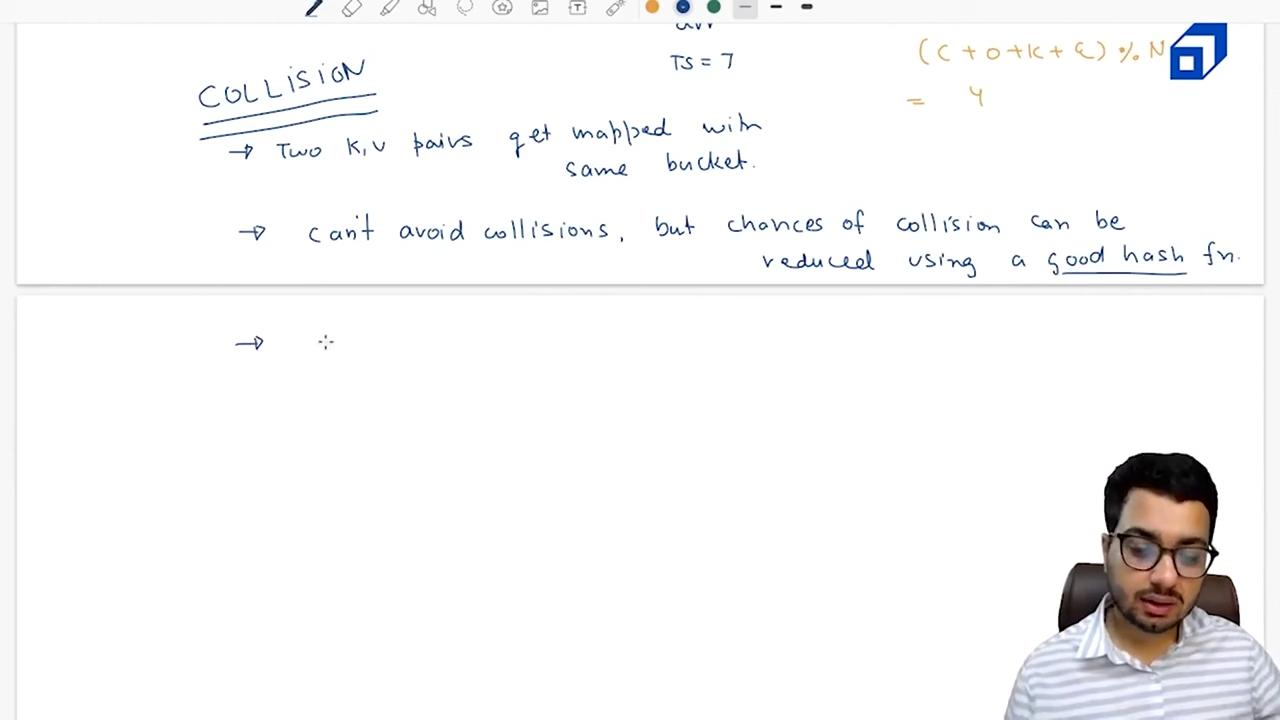 TS = 7
(C + O + K + E) % N
= 4
COLLISION
→ Two K,V pairs get mapped with
same bucket.
→ can't avoid collisions, but chances of collision can be
reduced using a good hash fn.
→